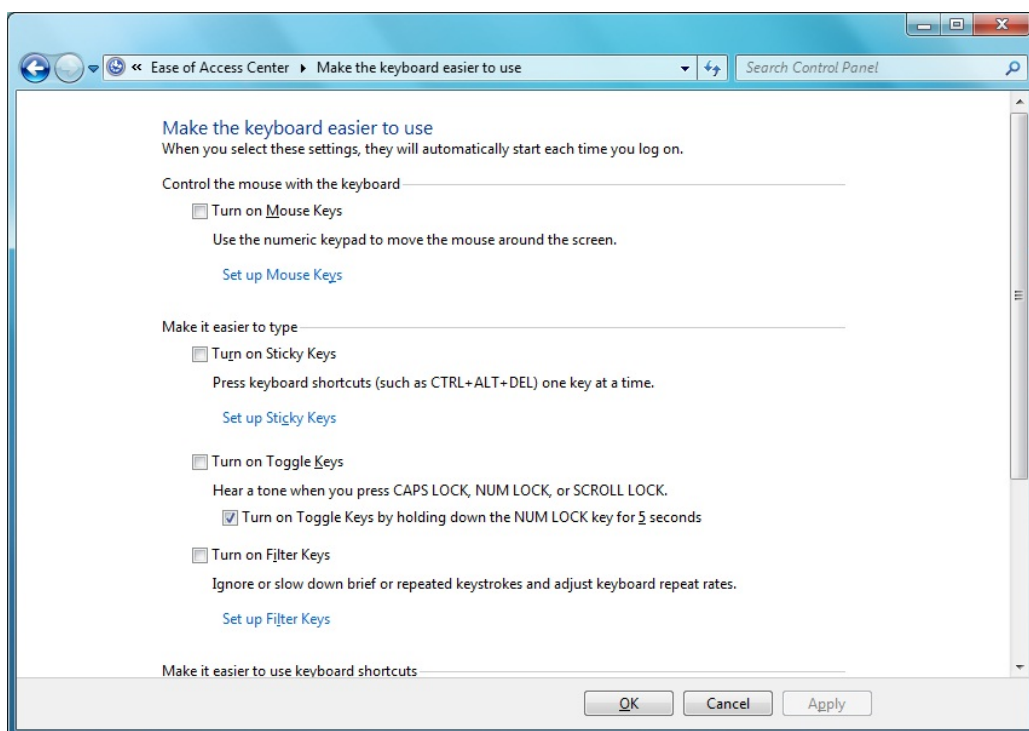 « Ease of Access Center ▸ Make the keyboard easier to use Search Control Panel
Make the keyboard easier to use
When you select these settings, they will automatically start each time you log on.
Control the mouse with the keyboard
Turn on Mouse Keys
Use the numeric keypad to move the mouse around the screen.
Set up Mouse Keys
Make it easier to type
Turn on Sticky Keys
Press keyboard shortcuts (such as CTRL+ALT+DEL) one key at a time.
Set up Sticky Keys
Turn on Toggle Keys
Hear a tone when you press CAPS LOCK, NUM LOCK, or SCROLL LOCK.
Turn on Toggle Keys by holding down the NUM LOCK key for 5 seconds
Turn on Filter Keys
Ignore or slow down brief or repeated keystrokes and adjust keyboard repeat rates.
Set up Filter Keys
Make it easier to use keyboard shortcuts
OK Cancel Apply